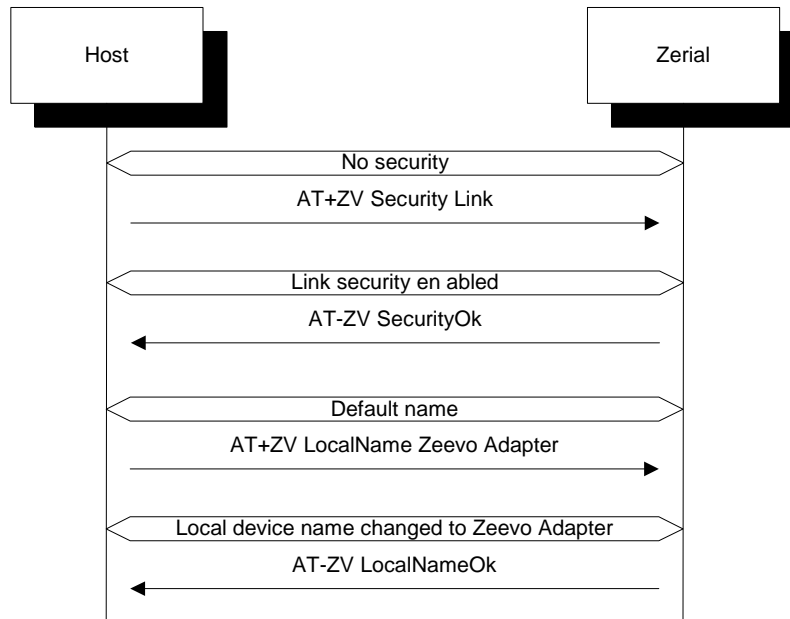 Host
Zerial
No security
AT+ZV Security Link
Link security en abled
AT-ZV SecurityOk
Default name
AT+ZV LocalName Zeevo Adapter
Local device name changed to Zeevo Adapter
AT-ZV LocalNameOk